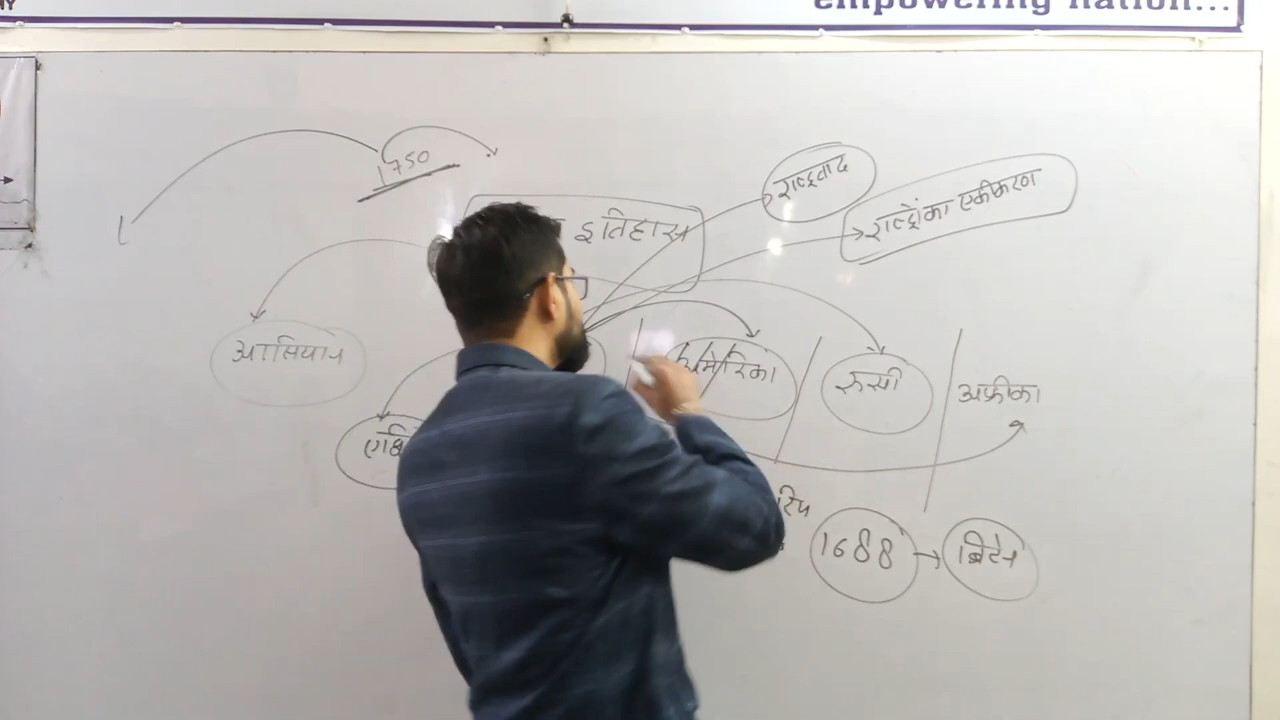 empowering nation...
1750
राष्ट्रवाद
राष्ट्रों का एकीकरण
इतिहास
आसियान
अमेरिका
रूसी
अफ्रीका
1688 → ब्रिटेन